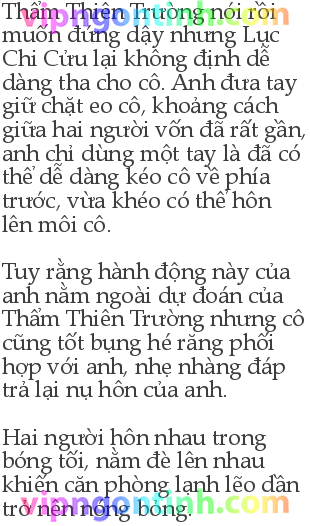 Thẩm Thiên Trường nói rồi
muốn đứng dậy nhưng Lục
Chi Cửu lại không định dễ
dàng tha cho cô. Anh đưa tay
giữ chặt eo cô, khoảng cách
giữa hai người vốn đã rất gần,
anh chỉ dùng một tay là đã có
thể dễ dàng kéo cô về phía
trước, vừa khéo có thể hôn
lên môi cô.
Tuy rằng hành động này của
anh nằm ngoài dự đoán của
Thẩm Thiên Trường nhưng cô
cũng tốt bụng hé răng phối
hợp với anh, nhẹ nhàng đáp
trả lại nụ hôn của anh.
Hai người hôn nhau trong
bóng tối, nằm đè lên nhau
khiến căn phòng lạnh lẽo dần
trở nên nóng bỏng.
vipngontinh.com
vipngontinh.com